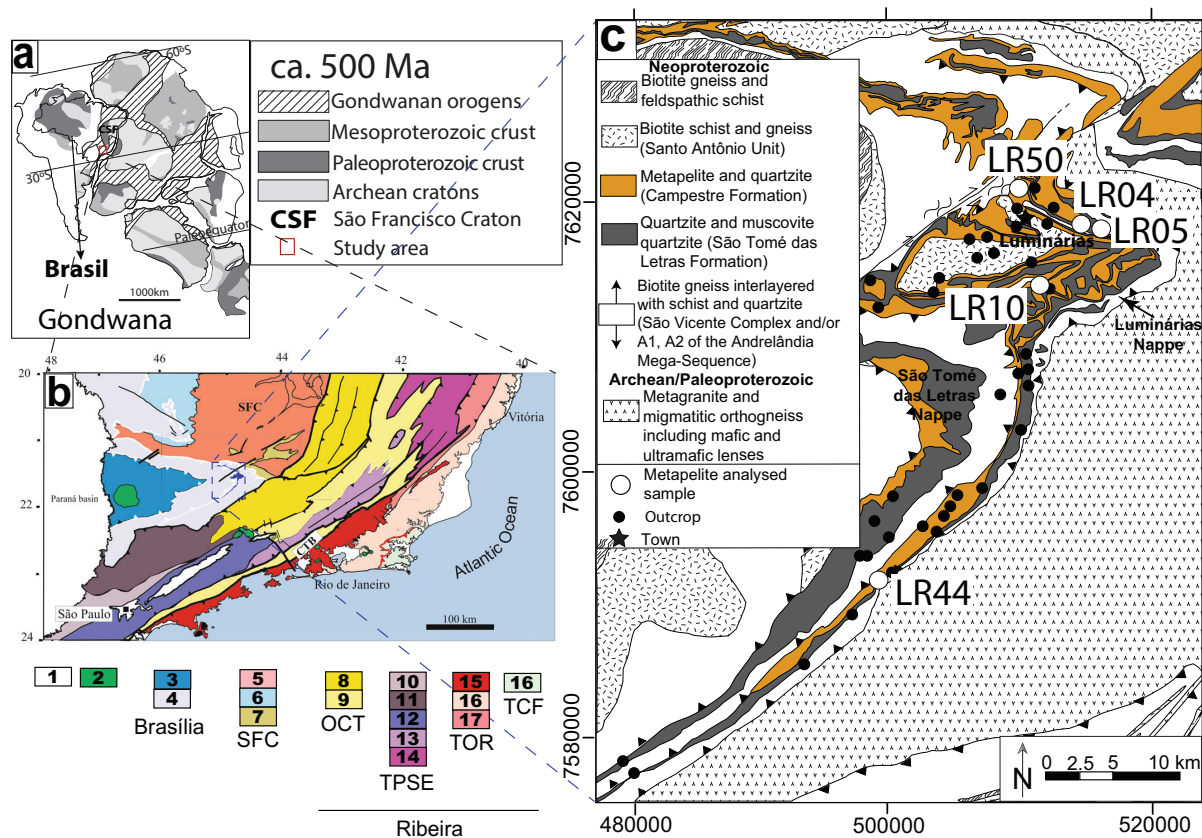 a
60ºS
CSF
30ºS
Paleoequator
Brasil
1000km
Gondwana
ca. 500 Ma
Gondwanan orogens
Mesoproterozoic crust
Paleoproterozoic crust
Archean cratons
CSF São Francisco Craton
Study area
b
48
46
44
42
40
20
22
24
SFC
Vitória
Paraná basin
CTB
Rio de Janeiro
São Paulo
Atlantic Ocean
100 km
1
2
3
4
Brasília
5
6
7
SFC
8
9
OCT
10
11
12
13
14
TPSE
15
16
17
TOR
16
TCF
Ribeira
c
Neoproterozoic
Biotite gneiss and
feldspathic schist
Biotite schist and gneiss
(Santo Antônio Unit)
Metapelite and quartzite
(Campestre Formation)
Quartzite and muscovite
quartzite (São Tomé das
Letras Formation)
Biotite gneiss interlayered
with schist and quartzite
(São Vicente Complex and/or
A1, A2 of the Andrelândia
Mega-Sequence)
Archean/Paleoproterozoic
Metagranite and
migmatitic orthogneiss
including mafic and
ultramafic lenses
Metapelite analysed
sample
Outcrop
Town
LR50
LR04
LR05
Luminárias
LR10
Luminárias
Nappe
São Tomé
das Letras
Nappe
LR44
N
0 2.5 5 10 km
7620000
7600000
7580000
480000
500000
520000